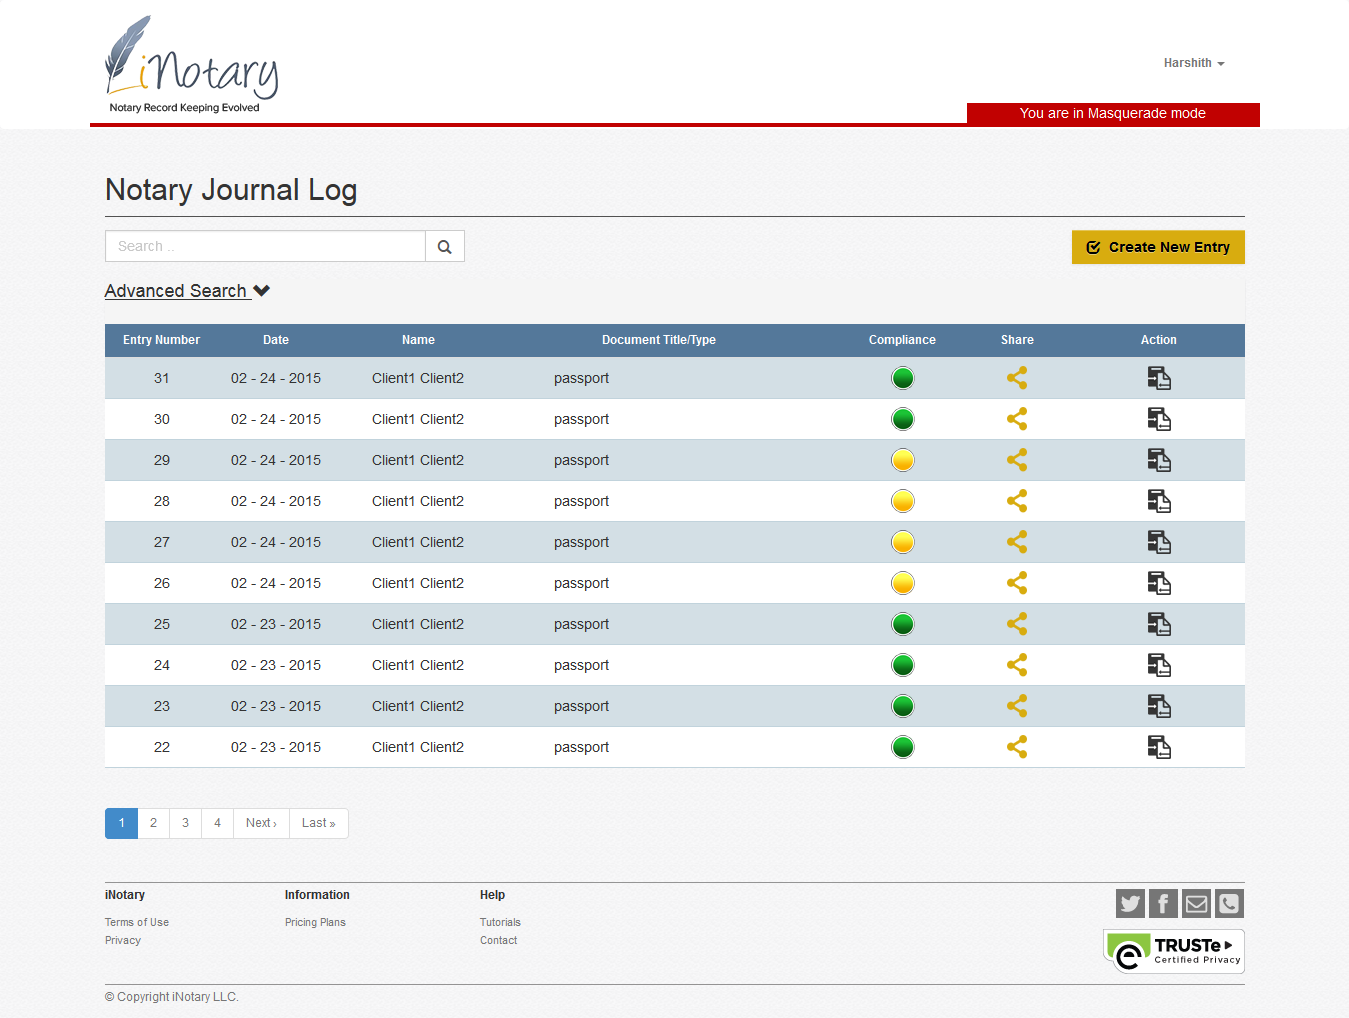 iNotary
Notary Record Keeping Evolved
Harshith
You are in Masquerade mode
Notary Journal Log
Search ..
Create New Entry
Advanced Search
Entry Number Date Name Document Title/Type Compliance Share Action
31 02 - 24 - 2015 Client1 Client2 passport
30 02 - 24 - 2015 Client1 Client2 passport
29 02 - 24 - 2015 Client1 Client2 passport
28 02 - 24 - 2015 Client1 Client2 passport
27 02 - 24 - 2015 Client1 Client2 passport
26 02 - 24 - 2015 Client1 Client2 passport
25 02 - 23 - 2015 Client1 Client2 passport
24 02 - 23 - 2015 Client1 Client2 passport
23 02 - 23 - 2015 Client1 Client2 passport
22 02 - 23 - 2015 Client1 Client2 passport
1 2 3 4 Next › Last »
iNotary Information Help
Terms of Use Pricing Plans Tutorials
Privacy Contact
TRUSTe
Certified Privacy
© Copyright iNotary LLC.